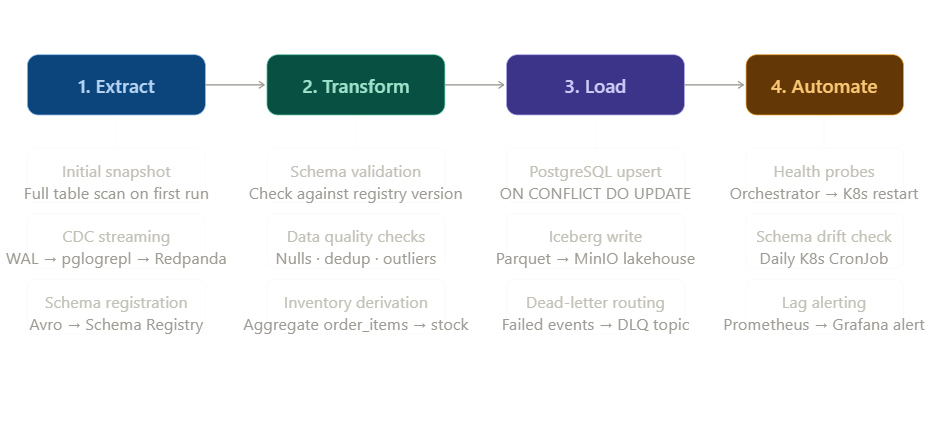 1. Extract
2. Transform
3. Load
4. Automate
Initial snapshot
Full table scan on first run
CDC streaming
WAL → pglogrepl → Redpanda
Schema registration
Avro → Schema Registry
Schema validation
Check against registry version
Data quality checks
Nulls · dedup · outliers
Inventory derivation
Aggregate order_items → stock
PostgreSQL upsert
ON CONFLICT DO UPDATE
Iceberg write
Parquet → MinIO lakehouse
Dead-letter routing
Failed events → DLQ topic
Health probes
Orchestrator → K8s restart
Schema drift check
Daily K8s CronJob
Lag alerting
Prometheus → Grafana alert